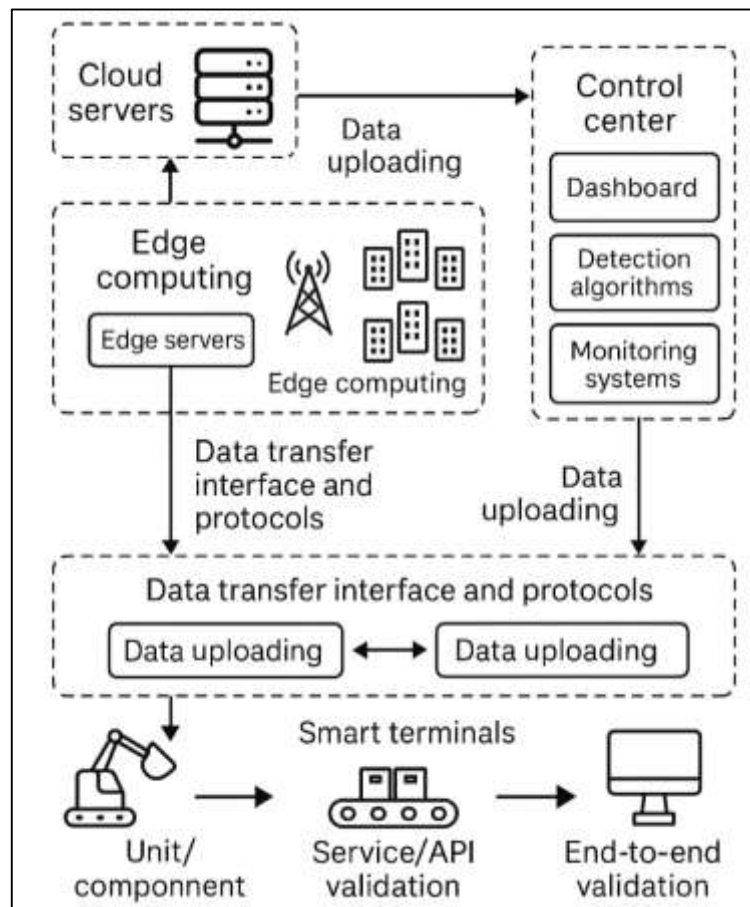 Cloud
servers
Data
uploading
Control
center
Dashboard
Detection
algorithms
Monitoring
systems
Edge
computing
Edge servers
Edge computing
Data transfer
interface and
protocols
Data
uploading
Data transfer interface and protocols
Data uploading
Data uploading
Smart terminals
Unit/
componnent
Service/API
validation
End-to-end
validation